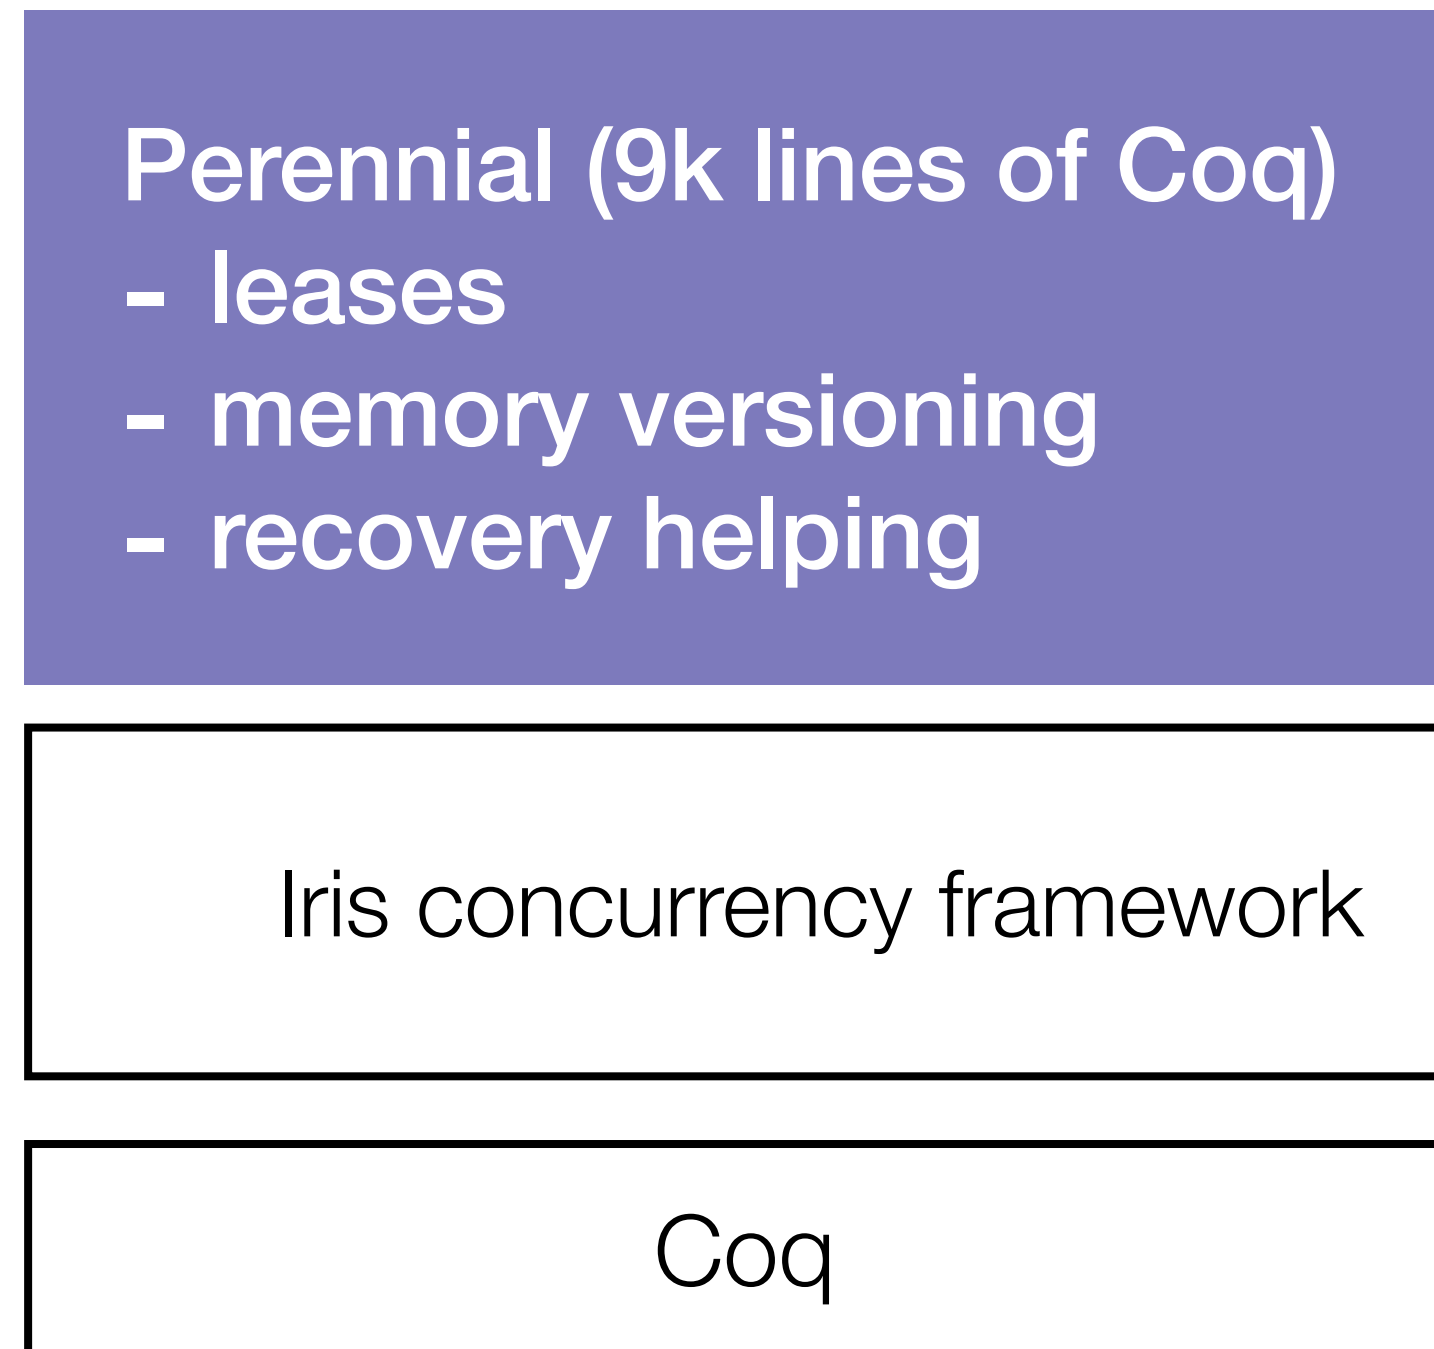 Perennial (9k lines of Coq)
- leases
- memory versioning
- recovery helping
Iris concurrency framework
Coq